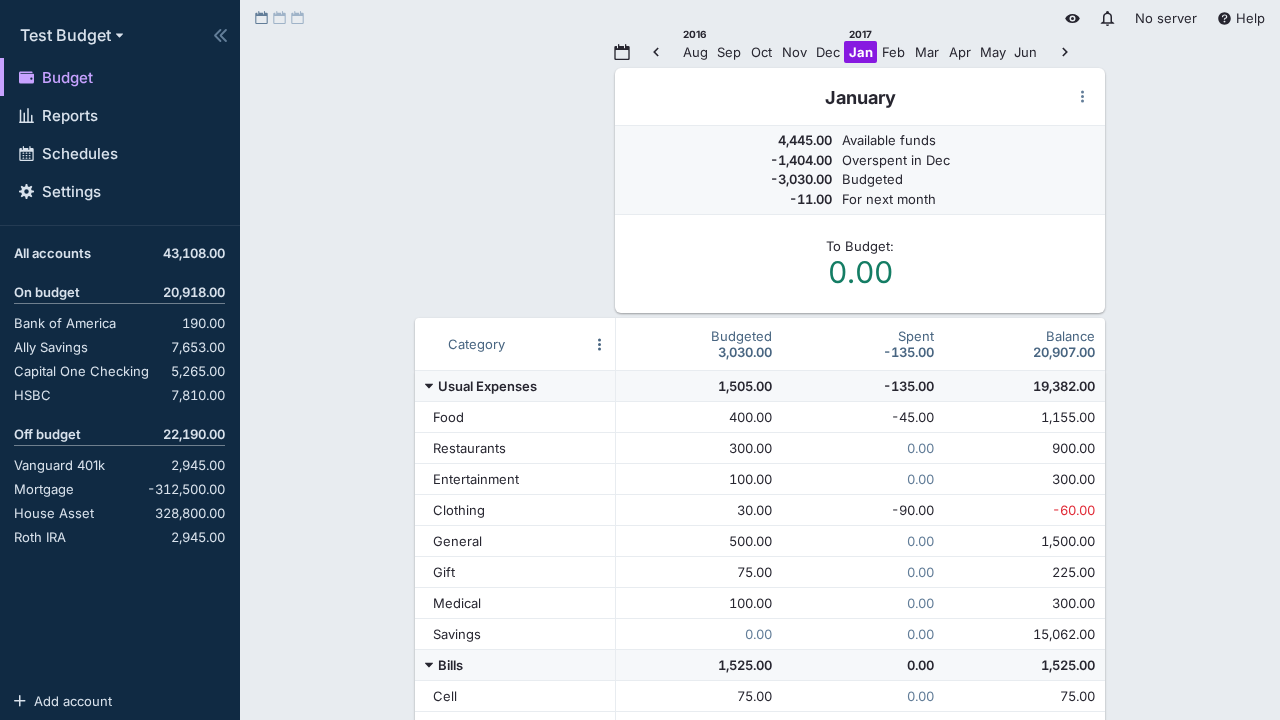 Test Budget
Budget
Reports
Schedules
Settings
All accounts 43,108.00
On budget 20,918.00
Bank of America 190.00
Ally Savings 7,653.00
Capital One Checking 5,265.00
HSBC 7,810.00
Off budget 22,190.00
Vanguard 401k 2,945.00
Mortgage -312,500.00
House Asset 328,800.00
Roth IRA 2,945.00
Add account
No server Help
2016 2017
Aug Sep Oct Nov Dec Jan Feb Mar Apr May Jun
January
4,445.00 Available funds
-1,404.00 Overspent in Dec
-3,030.00 Budgeted
-11.00 For next month
To Budget:
0.00
Category Budgeted Spent Balance
3,030.00 -135.00 20,907.00
Usual Expenses 1,505.00 -135.00 19,382.00
Food 400.00 -45.00 1,155.00
Restaurants 300.00 0.00 900.00
Entertainment 100.00 0.00 300.00
Clothing 30.00 -90.00 -60.00
General 500.00 0.00 1,500.00
Gift 75.00 0.00 225.00
Medical 100.00 0.00 300.00
Savings 0.00 0.00 15,062.00
Bills 1,525.00 0.00 1,525.00
Cell 75.00 0.00 75.00